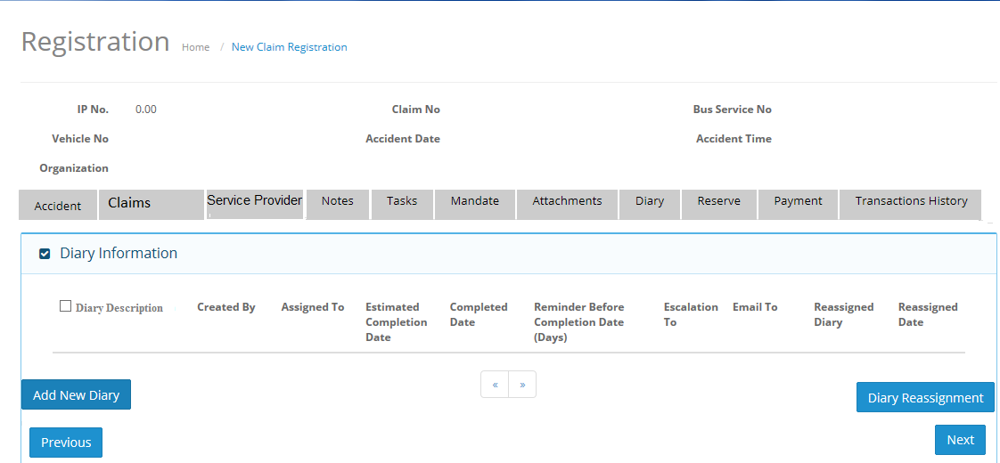 Registration Home / New Claim Registration
IP No. 0.00 Claim No Bus Service No
Vehicle No Accident Date Accident Time
Organization
Accident Claims Service Provider Notes Tasks Mandate Attachments Diary Reserve Payment Transactions History
Diary Information
Diary Description Created By Assigned To Estimated Completed Reminder Before Escalation Email To Reassigned Reassigned
Completion Date Completion Date To Diary Date
Date (Days)
« »
Add New Diary Diary Reassignment
Previous Next